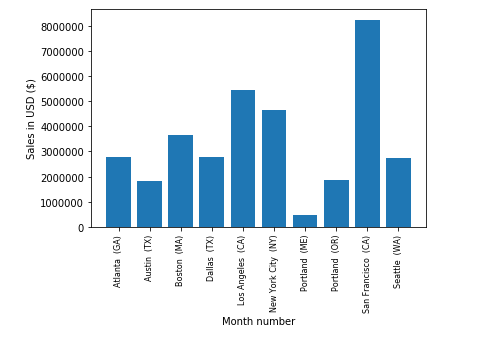 8000000
7000000
6000000
5000000
4000000
3000000
2000000
1000000
0
Sales in USD ($)
Atlanta (GA)
Austin (TX)
Boston (MA)
Dallas (TX)
Los Angeles (CA)
New York City (NY)
Portland (ME)
Portland (OR)
San Francisco (CA)
Seattle (WA)
Month number